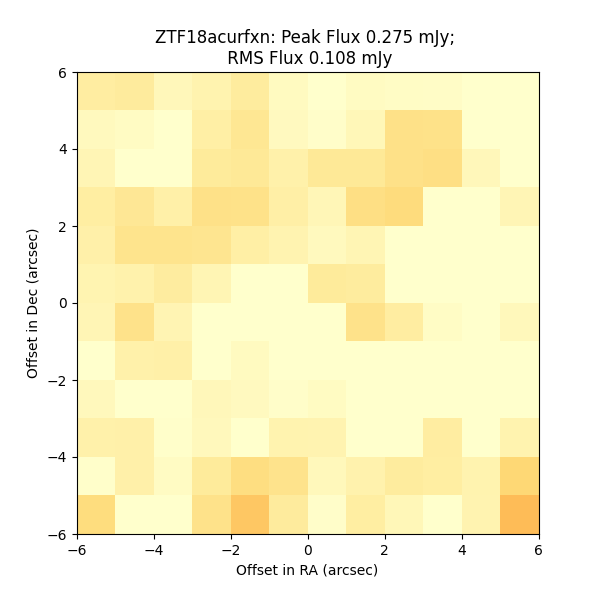 ZTF18acurfxn: Peak Flux 0.275 mJy;
RMS Flux 0.108 mJy
6
4
2
0
−2
−4
−6
Offset in Dec (arcsec)
−6 −4 −2 0 2 4 6
Offset in RA (arcsec)